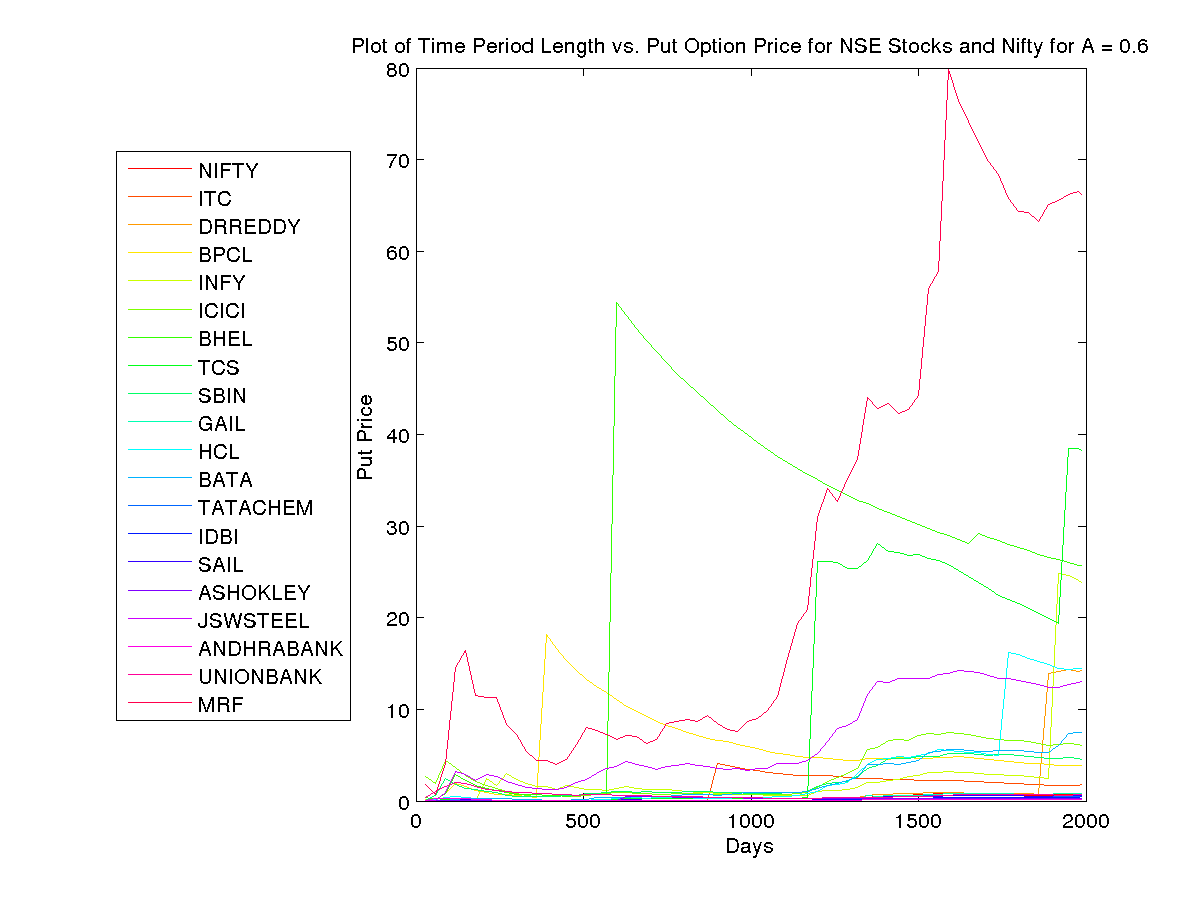 Plot of Time Period Length vs. Put Option Price for NSE Stocks and Nifty for A = 0.6
NIFTY
ITC
DRREDDY
BPCL
INFY
ICICI
BHEL
TCS
SBIN
GAIL
HCL
BATA
TATACHEM
IDBI
SAIL
ASHOKLEY
JSWSTEEL
ANDHRABANK
UNIONBANK
MRF
Put Price
80
70
60
50
40
30
20
10
0
0 500 1000 1500 2000
Days